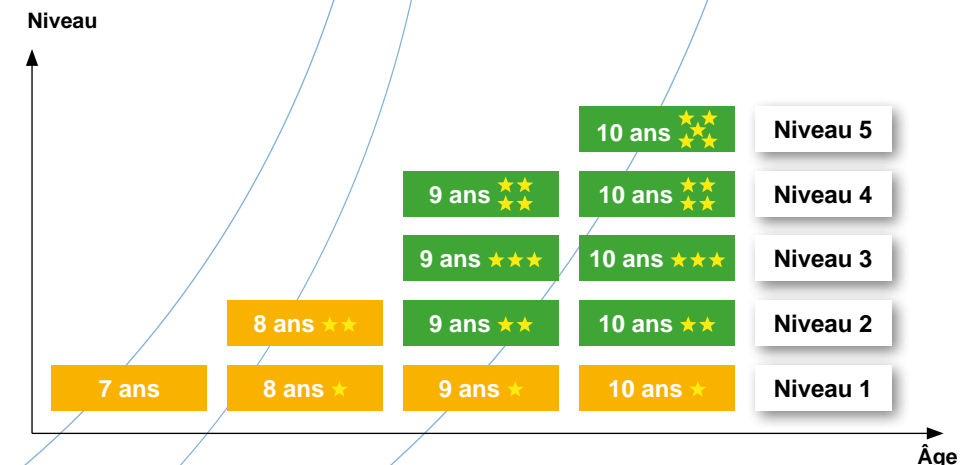 Niveau
10 ans Niveau 5
9 ans 10 ans Niveau 4
9 ans 10 ans Niveau 3
8 ans 9 ans 10 ans Niveau 2
7 ans 8 ans 9 ans 10 ans Niveau 1
Âge